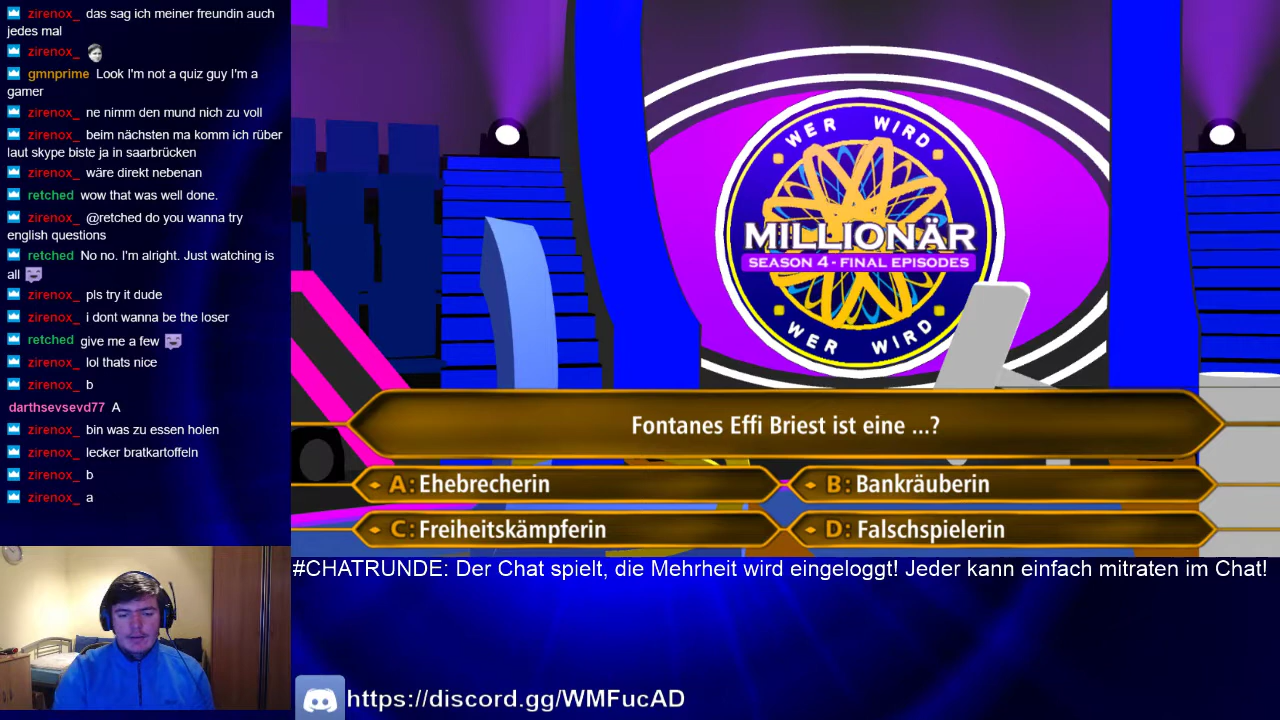 zirenox_ das sag ich meiner freundin auch
jedes mal
zirenox_
gmnprime Look I'm not a quiz guy I'm a
gamer
zirenox_ ne nimm den mund nich zu voll
zirenox_ beim nächsten ma komm ich rüber
laut skype biste ja in saarbrücken
zirenox_ wäre direkt nebenan
retched wow that was well done.
zirenox_ @retched do you wanna try
english questions
retched No no. I'm alright. Just watching is
all
zirenox_ pls try it dude
zirenox_ i dont wanna be the loser
retched give me a few
zirenox_ lol thats nice
zirenox_ b
darthsevsevd77 A
zirenox_ bin was zu essen holen
zirenox_ lecker bratkartoffeln
zirenox_ b
zirenox_ a
WER WIRD
MILLIONÄR
SEASON 4 - FINAL EPISODES
WER WIRD
Fontanes Effi Briest ist eine ...?
A: Ehebrecherin
B: Bankräuberin
C: Freiheitskämpferin
D: Falschspielerin
#CHATRUNDE: Der Chat spielt, die Mehrheit wird eingeloggt! Jeder kann einfach mitraten im Chat!
https://discord.gg/WMFucAD